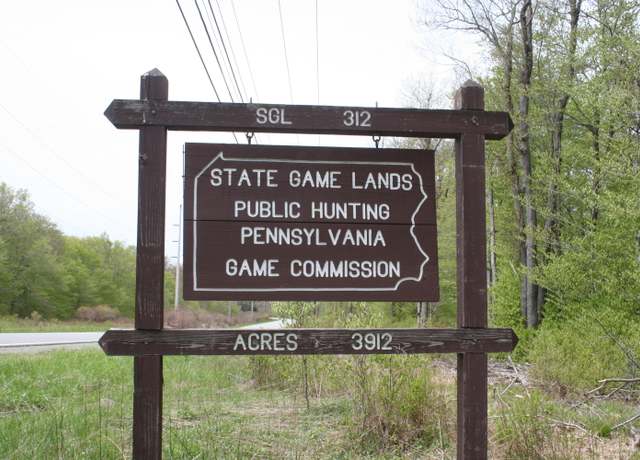 SGL 312
STATE GAME LANDS
PUBLIC HUNTING
PENNSYLVANIA
GAME COMMISSION
ACRES 3912